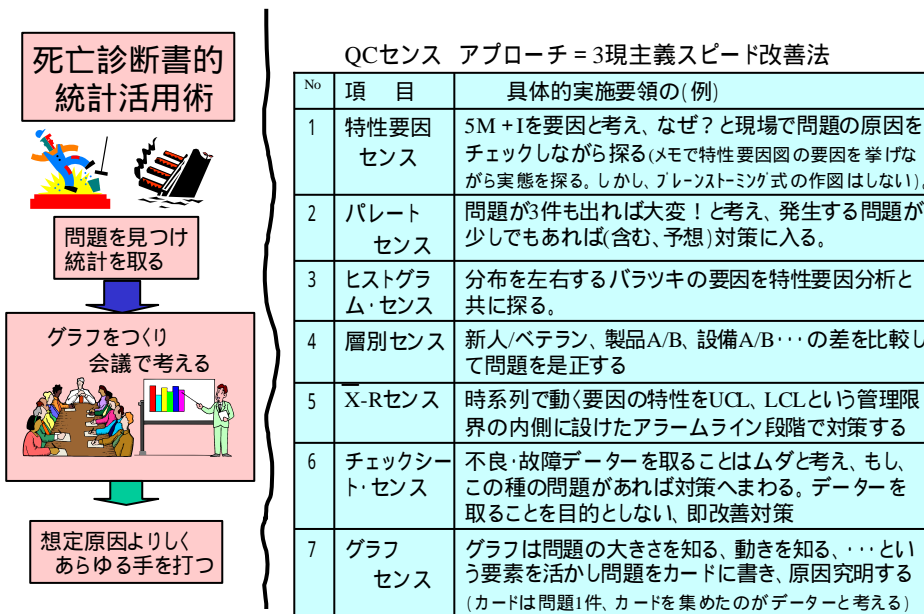 死亡診断書的
統計活用術
問題を見つけ
統計を取る
グラフをつくり
会議で考える
想定原因よりしく
あらゆる手を打つ
QCセンス アプローチ = 3現主義スピード改善法
No 項 目 具体的実施要領の(例)
1 特性要因
センス
5M +Iを要因と考え、なぜ?と現場で問題の原因を
チェックしながら探る(メモで特性要因図の要因を挙げな
がら実態を探る。しかし、ブレーンストーミング式の作図はしない)。
2 パレート
センス
問題が3件も出れば大変!と考え、発生する問題が
少しでもあれば(含む、予想)対策に入る。
3 ヒストグラ
ム・センス
分布を左右するバラツキの要因を特性要因分析と
共に探る。
4 層別センス
新人/ベテラン、製品A/B、設備A/B・・・の差を比較し
て問題を是正する
5 X̄-Rセンス
時系列で動く要因の特性をUCL、LCLという管理限
界の内側に設けたアラームライン段階で対策する
6 チェックシー
ト・センス
不良・故障データーを取ることはムダと考え、もし、
この種の問題があれば対策へまわる。データーを
取ることを目的としない、即改善対策
7 グラフ
センス
グラフは問題の大きさを知る、動きを知る、・・・とい
う要素を活かし問題をカードに書き、原因究明する
(カードは問題1件、カードを集めたのがデーターと考える)